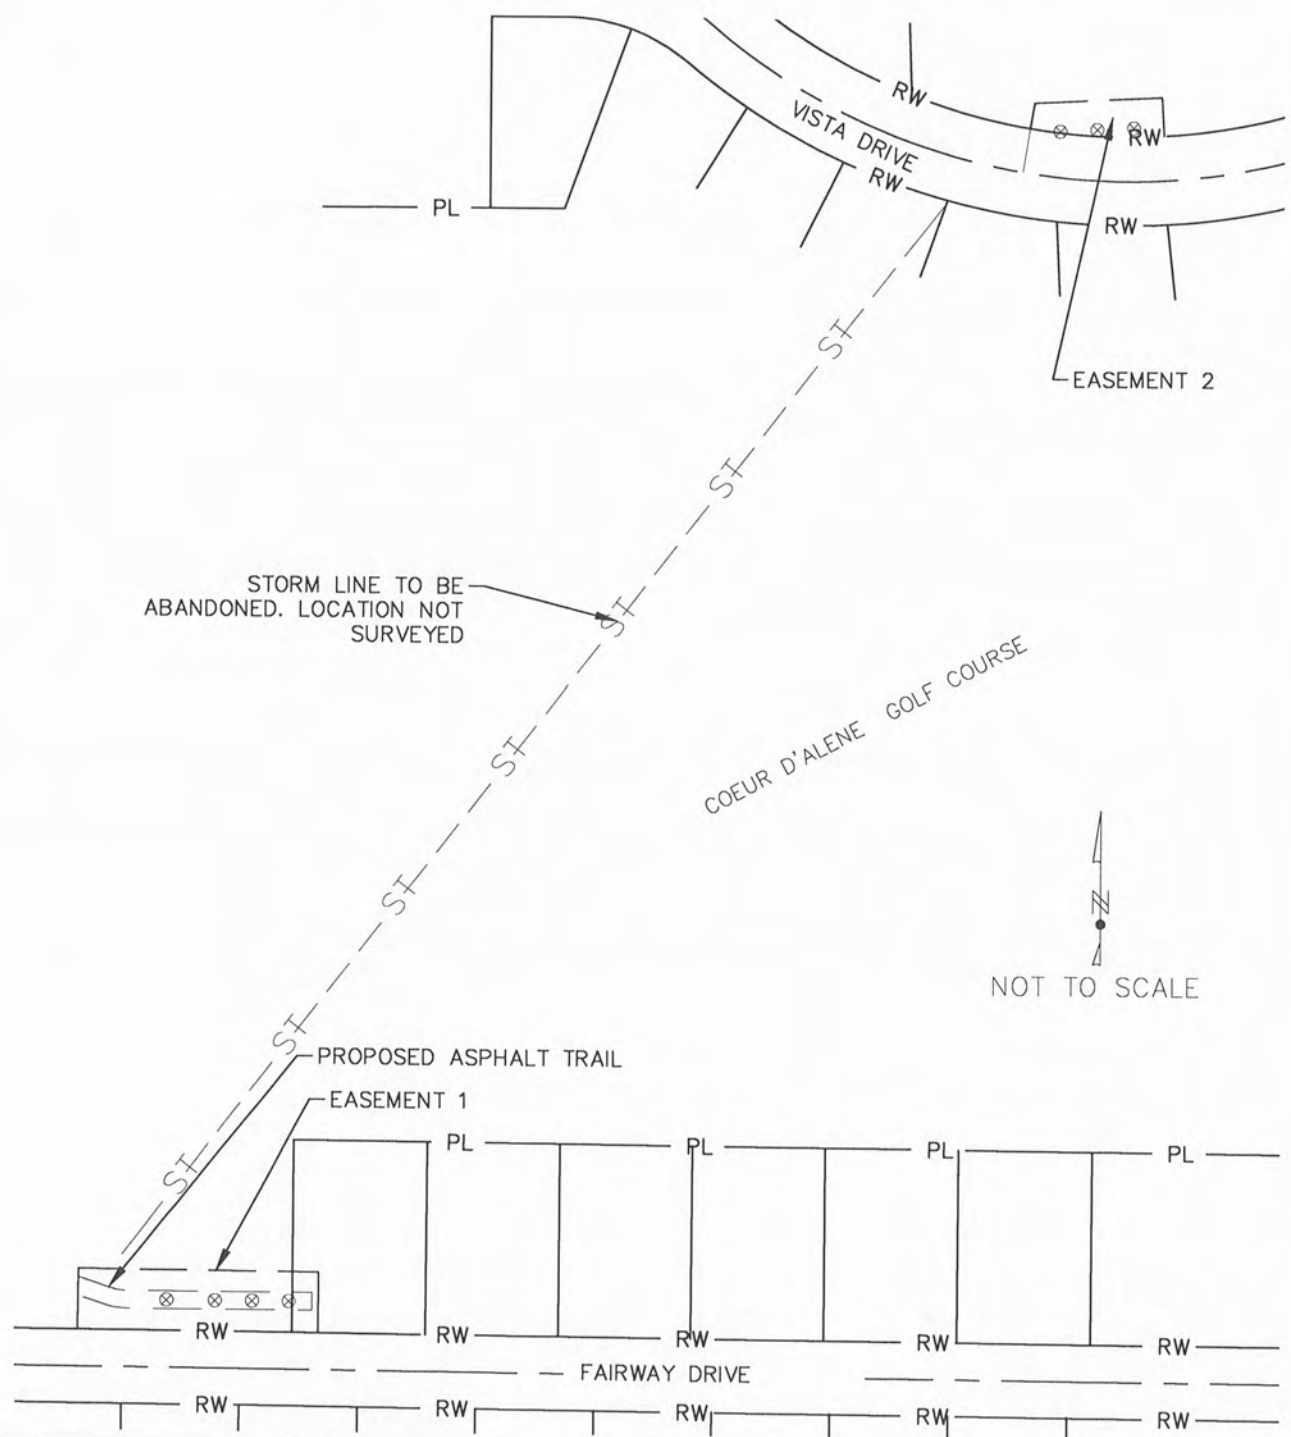 RW
VISTA DRIVE
RW
RW
PL
RW
ST
EASEMENT 2
ST
STORM LINE TO BE
ABANDONED. LOCATION NOT
SURVEYED
ST
COEUR D'ALENE GOLF COURSE
ST
ST
N
NOT TO SCALE
ST
PROPOSED ASPHALT TRAIL
EASEMENT 1
PL
PL
PL
PL
ST
RW
RW
RW
RW
RW
FAIRWAY DRIVE
RW
RW
RW
RW
RW